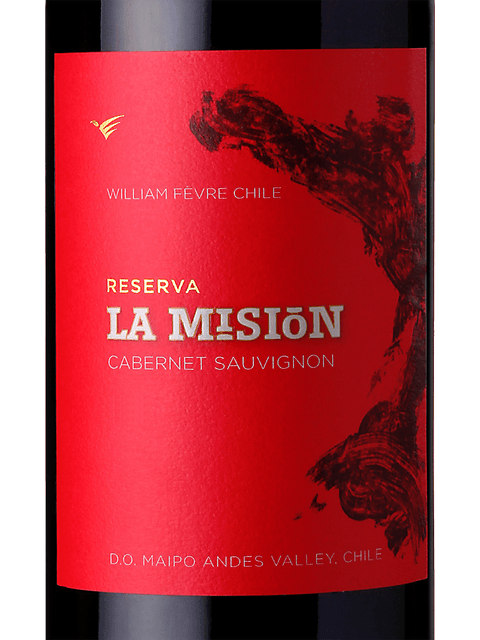 WILLIAM FÈVRE CHILE
RESERVA
LA MISIōN
CABERNET SAUVIGNON
D.O. MAIPO ANDES VALLEY, CHILE